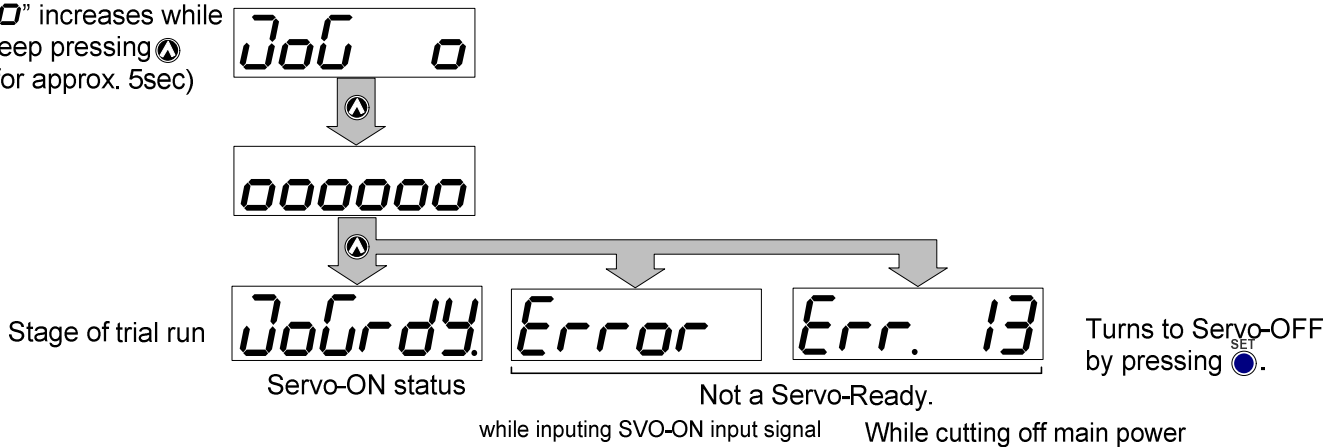 o" increases while
eep pressing
or approx. 5sec)
JoG o
oooooo
Stage of trial run
JoGrdy.
Error
Err. 13
Turns to Servo-OFF
SET
by pressing .
Servo-ON status
Not a Servo-Ready.
while inputing SVO-ON input signal
While cutting off main power